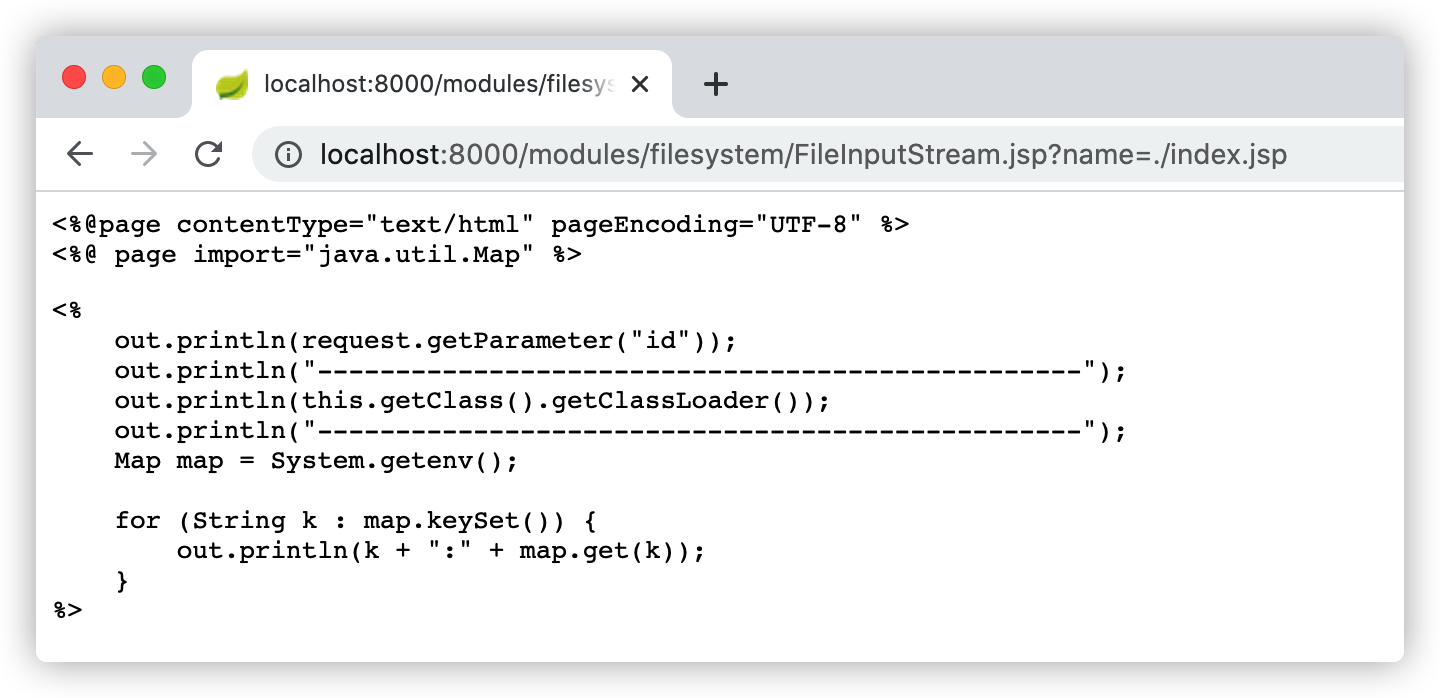 localhost:8000/modules/filesys
localhost:8000/modules/filesystem/FileInputStream.jsp?name=./index.jsp
<%@page contentType="text/html" pageEncoding="UTF-8" %>
<%@ page import="java.util.Map" %>
<%
    out.println(request.getParameter("id"));
    out.println("-------------------------------------------------");
    out.println(this.getClass().getClassLoader());
    out.println("-------------------------------------------------");
    Map map = System.getenv();
    for (String k : map.keySet()) {
        out.println(k + ":" + map.get(k));
    }
%>